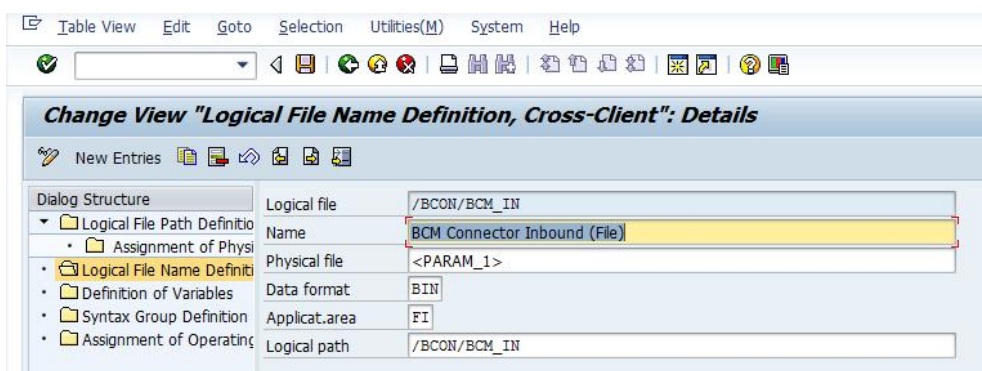 Table View Edit Goto Selection Utilities(M) System Help
Change View "Logical File Name Definition, Cross-Client": Details
New Entries
Dialog Structure
Logical File Path Definitio
Assignment of Physi
Logical File Name Definiti
Definition of Variables
Syntax Group Definition
Assignment of Operating
Logical file /BCON/BCM_IN
Name BCM Connector Inbound (File)
Physical file <PARAM_1>
Data format BIN
Applicat.area FI
Logical path /BCON/BCM_IN